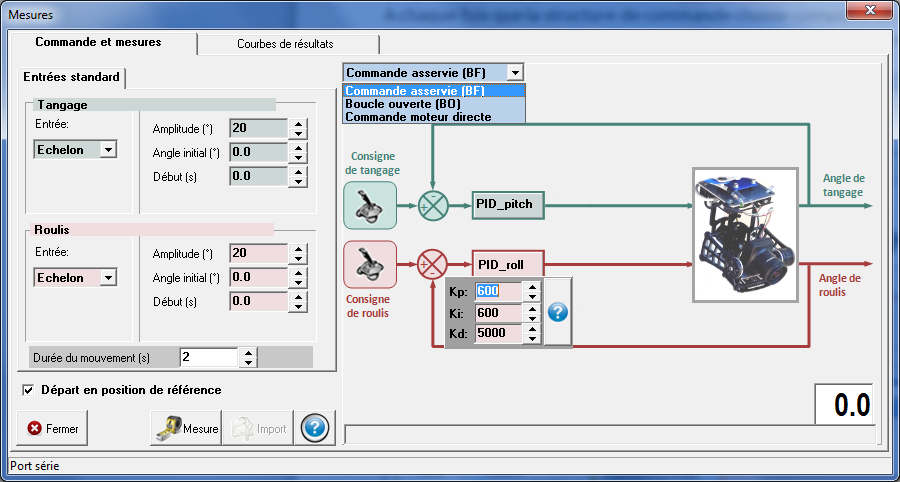 A chaque fois que la structure de commande choisie comp
Mesures
Commande et mesures
Courbes de résultats
Entrées standard
Tangage
Entrée:
Echelon
Amplitude (°)
20
Angle initial (°)
0.0
Début (s)
0.0
Roulis
Entrée:
Echelon
Amplitude (°)
20
Angle initial (°)
0.0
Début (s)
0.0
Durée du mouvement (s)
2
Départ en position de référence
Fermer
Mesure
Import
?
Commande asservie (BF)
Commande asservie (BF)
Boucle ouverte (BO)
Commande moteur directe
Consigne
de tangage
+
-
PID_pitch
Angle de
tangage
Consigne
de roulis
+
-
PID_roll
Angle de
roulis
Kp:
600
Ki:
600
Kd:
5000
?
0.0
Port série